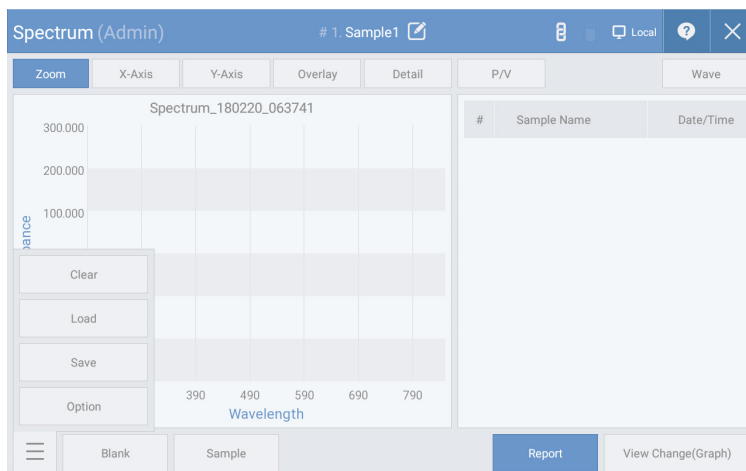 Spectrum (Admin)
# 1. Sample1
Local
?
Zoom
X-Axis
Y-Axis
Overlay
Detail
P/V
Wave
Spectrum_180220_063741
300.000
200.000
100.000
# Sample Name Date/Time
Clear
Load
Save
Option
390 490 590 690 790
Wavelength
Blank
Sample
Report
View Change(Graph)